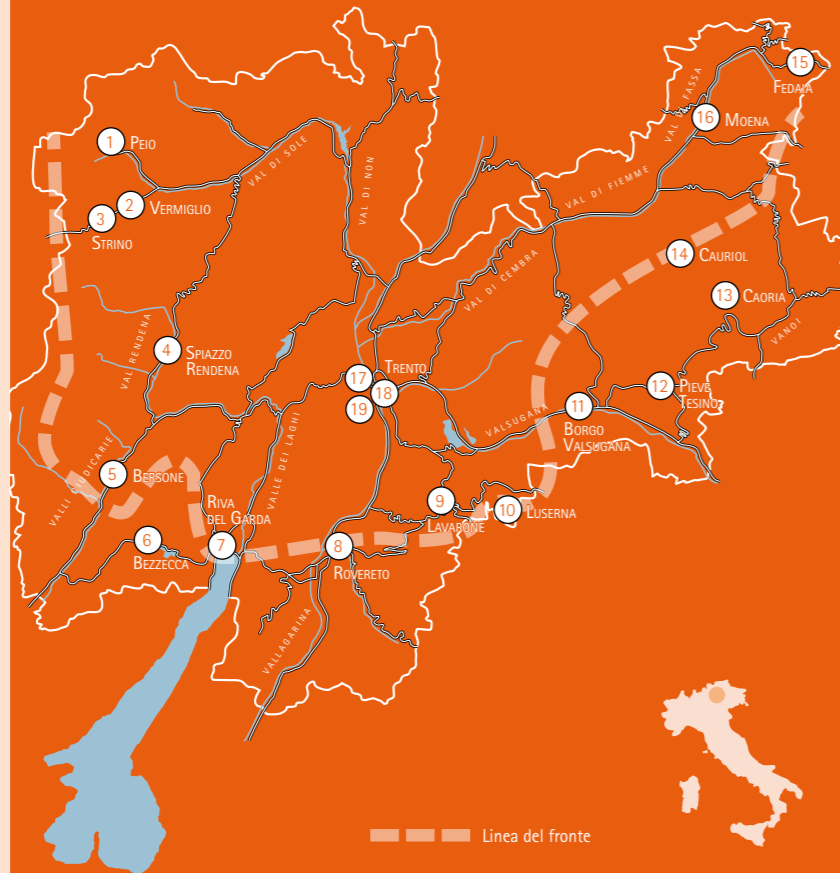 15
FEDAIA
VAL DI FASSA
16
MOENA
1
PEIO
VAL DI SOLE
VAL DI NON
2
VERMIGLIO
3
STRINO
VAL DI FIEMME
14
CAURIOL
VAL DI CEMBRA
13
CAORIA
VANOI
4
SPIAZZO
RENDENA
VAL RENDENA
17
TRENTO
18
19
12
PIEVE
TESINO
11
BORGO
VALSUGANA
VALSUGANA
VALLE DEI LAGHI
5
BERSONE
VALLI GIUDICARIE
RIVA
DEL GARDA
7
9
LAVARONE
10
LUSERNA
6
BEZZECCA
8
ROVERETO
VALLAGARINA
Linea del fronte